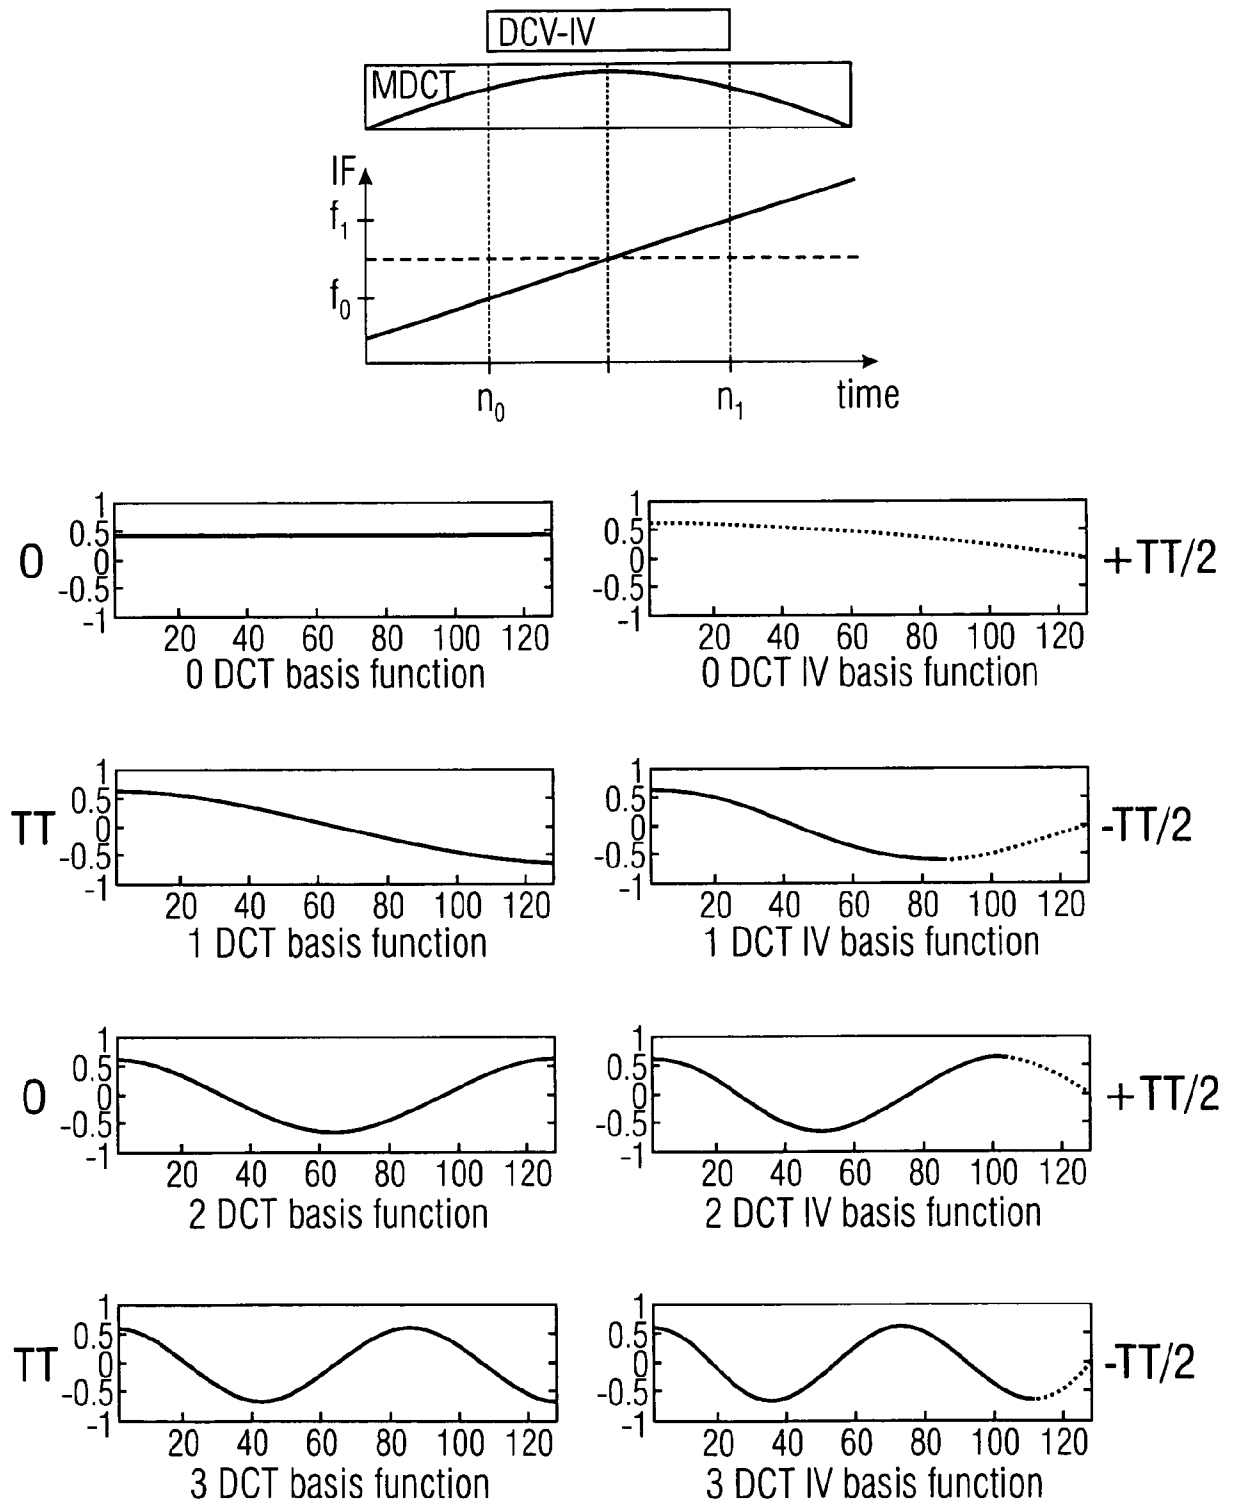 DCV-IV
MDCT
IF
f₁
f₀
n₀ n₁ time
0 1 0.5 0 -0.5 -1
20 40 60 80 100 120
0 DCT basis function
1 0.5 0 -0.5 -1 +TT/2
20 40 60 80 100 120
0 DCT IV basis function
TT 1 0.5 0 -0.5 -1
20 40 60 80 100 120
1 DCT basis function
1 0.5 0 -0.5 -1 -TT/2
20 40 60 80 100 120
1 DCT IV basis function
0 1 0.5 0 -0.5 -1
20 40 60 80 100 120
2 DCT basis function
1 0.5 0 -0.5 -1 +TT/2
20 40 60 80 100 120
2 DCT IV basis function
TT 1 0.5 0 -0.5 -1
20 40 60 80 100 120
3 DCT basis function
1 0.5 0 -0.5 -1 -TT/2
20 40 60 80 100 120
3 DCT IV basis function